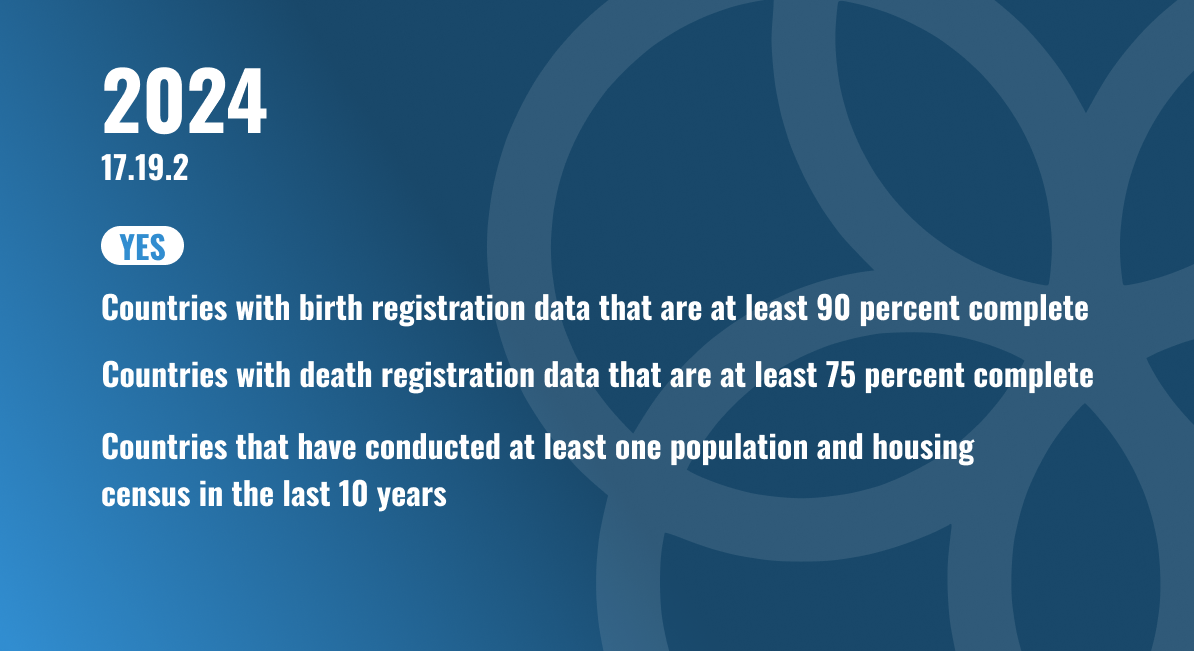 2024
17.19.2
YES
Countries with birth registration data that are at least 90 percent complete
Countries with death registration data that are at least 75 percent complete
Countries that have conducted at least one population and housing
census in the last 10 years